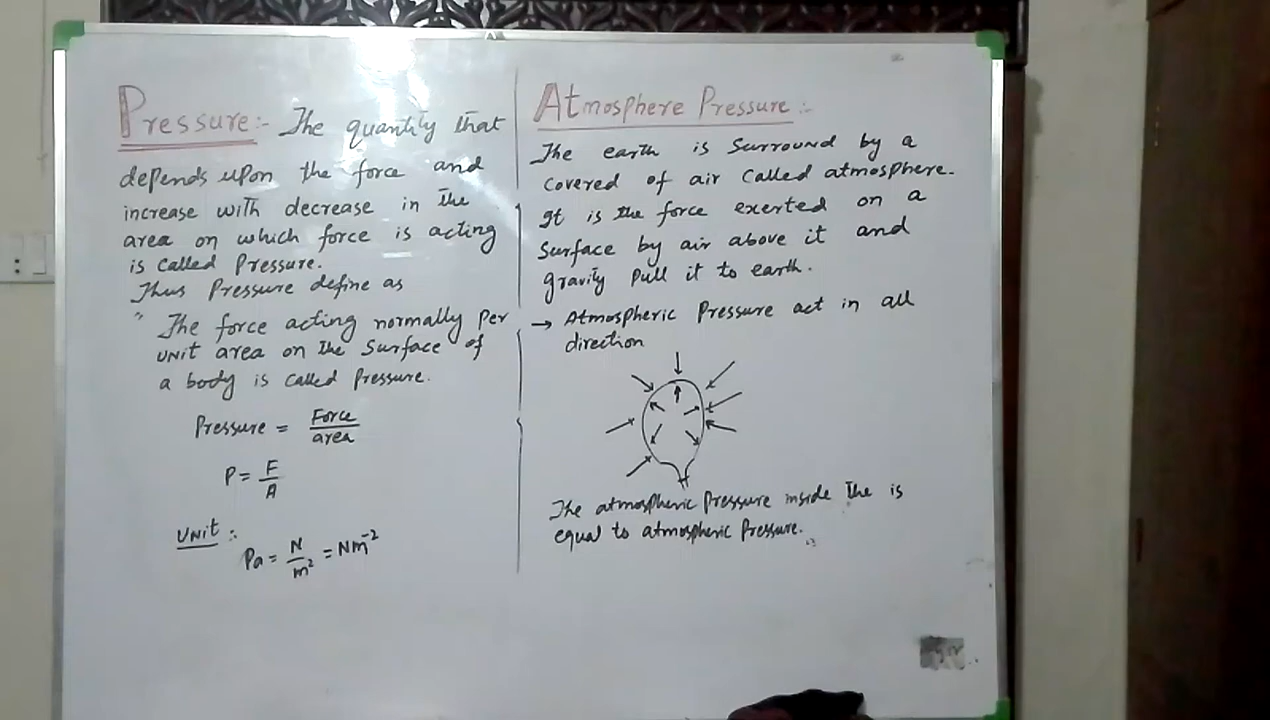 Pressure:- The quantity that
depends upon the force and
increase with decrease in the
area on which force is acting
is called Pressure.
Thus Pressure define as
" The force acting normally per
unit area on the surface of
a body is called Pressure.
Pressure = Force/area
P = F/A
Unit :-
Pa = N/m² = Nm⁻²
Atmosphere Pressure:-
The earth is surround by a
covered of air called atmosphere.
It is the force exerted on a
surface by air above it and
gravity pull it to earth.
→ Atmospheric Pressure act in all
direction
The atmospheric pressure inside the is
equal to atmospheric pressure.